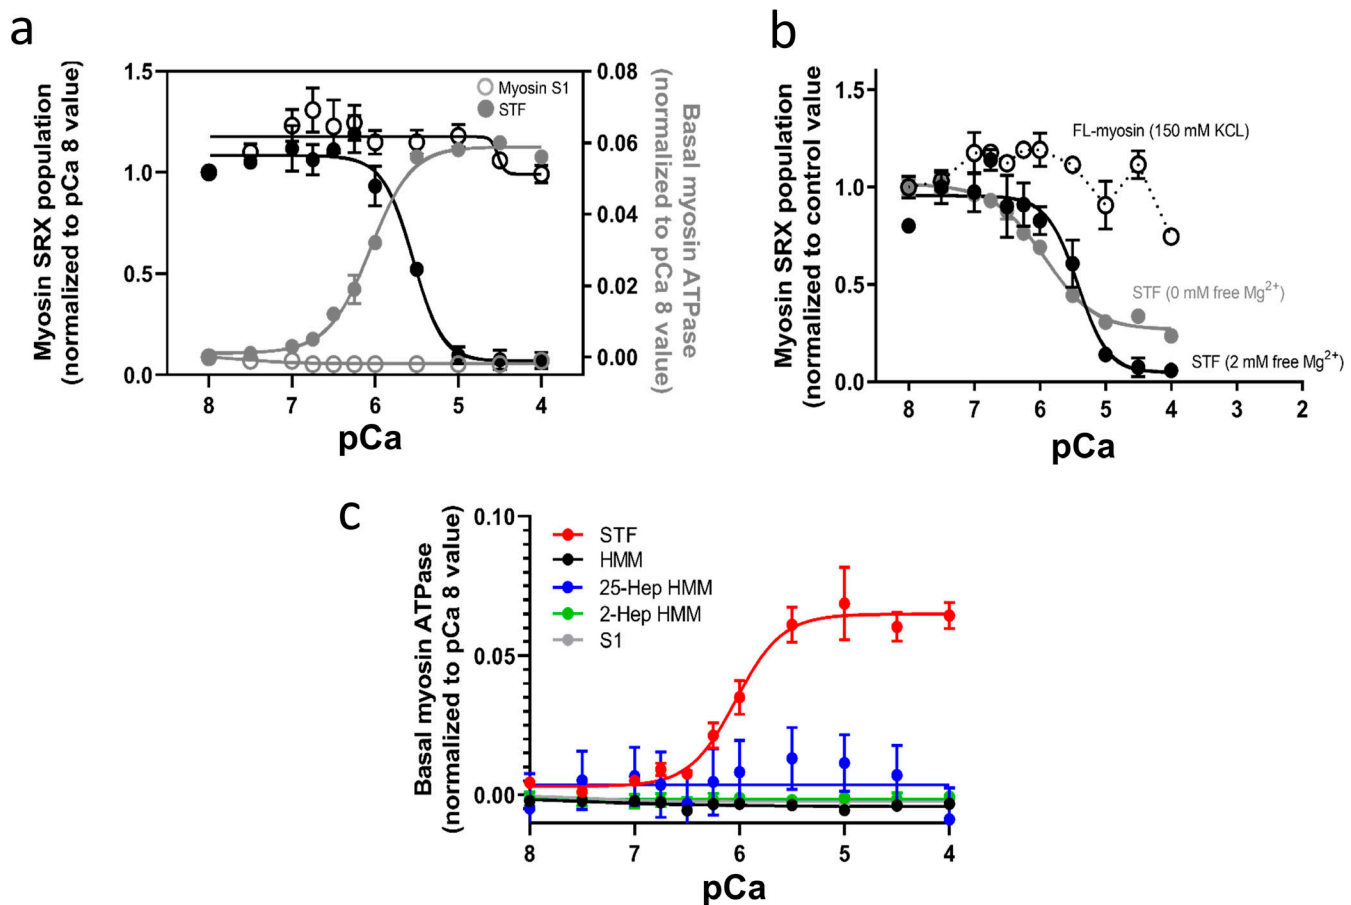 a
Myosin SRX population
(normalized to pCa 8 value)
1.5
1.0
0.5
0.0
Myosin S1
STF
0.08
0.06
0.04
0.02
0.00
Basal myosin ATPase
(normalized to pCa 8 value)
8 7 6 5 4
pCa
b
Myosin SRX population
(normalized to control value)
1.5
1.0
0.5
0.0
FL-myosin (150 mM KCL)
STF (0 mM free Mg²⁺)
STF (2 mM free Mg²⁺)
8 7 6 5 4 3 2
pCa
c
Basal myosin ATPase
(normalized to pCa 8 value)
0.10
0.05
0.00
STF
HMM
25-Hep HMM
2-Hep HMM
S1
8 7 6 5 4
pCa